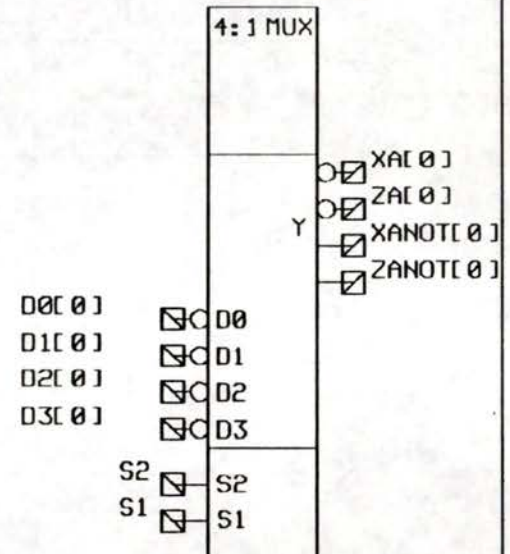 4:1 MUX
XA[0]
ZA[0]
Y
XANOT[0]
ZANOT[0]
D0[0] D0
D1[0] D1
D2[0] D2
D3[0] D3
S2 S2
S1 S1